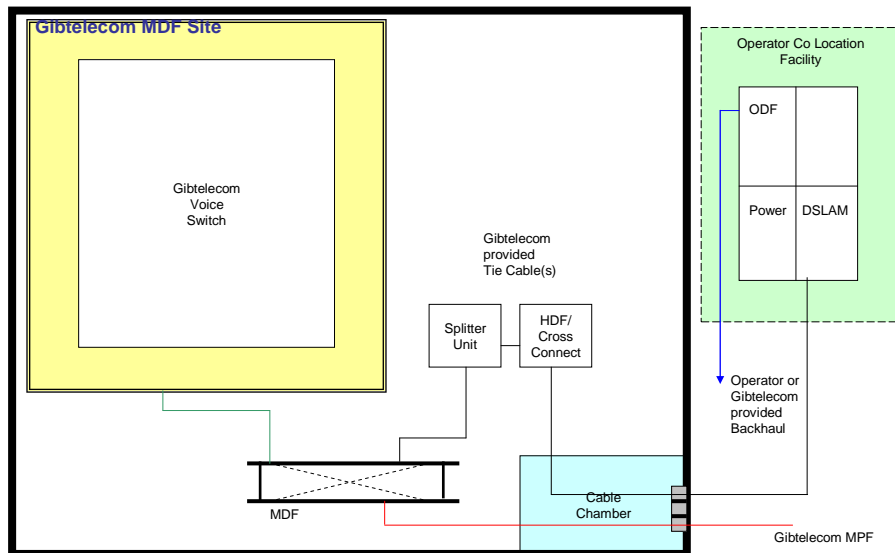 Gibtelecom MDF Site
Operator Co Location
Facility
ODF
Power
DSLAM
Gibtelecom
Voice
Switch
Gibtelecom
provided
Tie Cable(s)
Splitter
Unit
HDF/
Cross
Connect
Operator or
Gibtelecom
provided
Backhaul
MDF
Cable
Chamber
Gibtelecom MPF